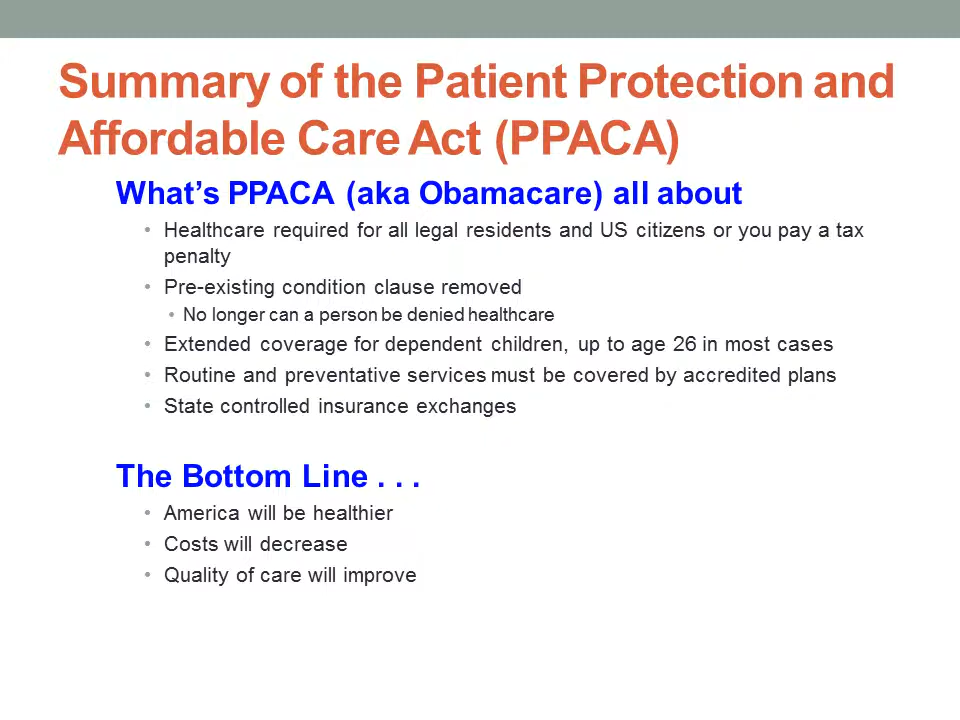 Summary of the Patient Protection and
Affordable Care Act (PPACA)
What’s PPACA (aka Obamacare) all about
• Healthcare required for all legal residents and US citizens or you pay a tax
penalty
• Pre-existing condition clause removed
• No longer can a person be denied healthcare
• Extended coverage for dependent children, up to age 26 in most cases
• Routine and preventative services must be covered by accredited plans
• State controlled insurance exchanges
The Bottom Line . . .
• America will be healthier
• Costs will decrease
• Quality of care will improve